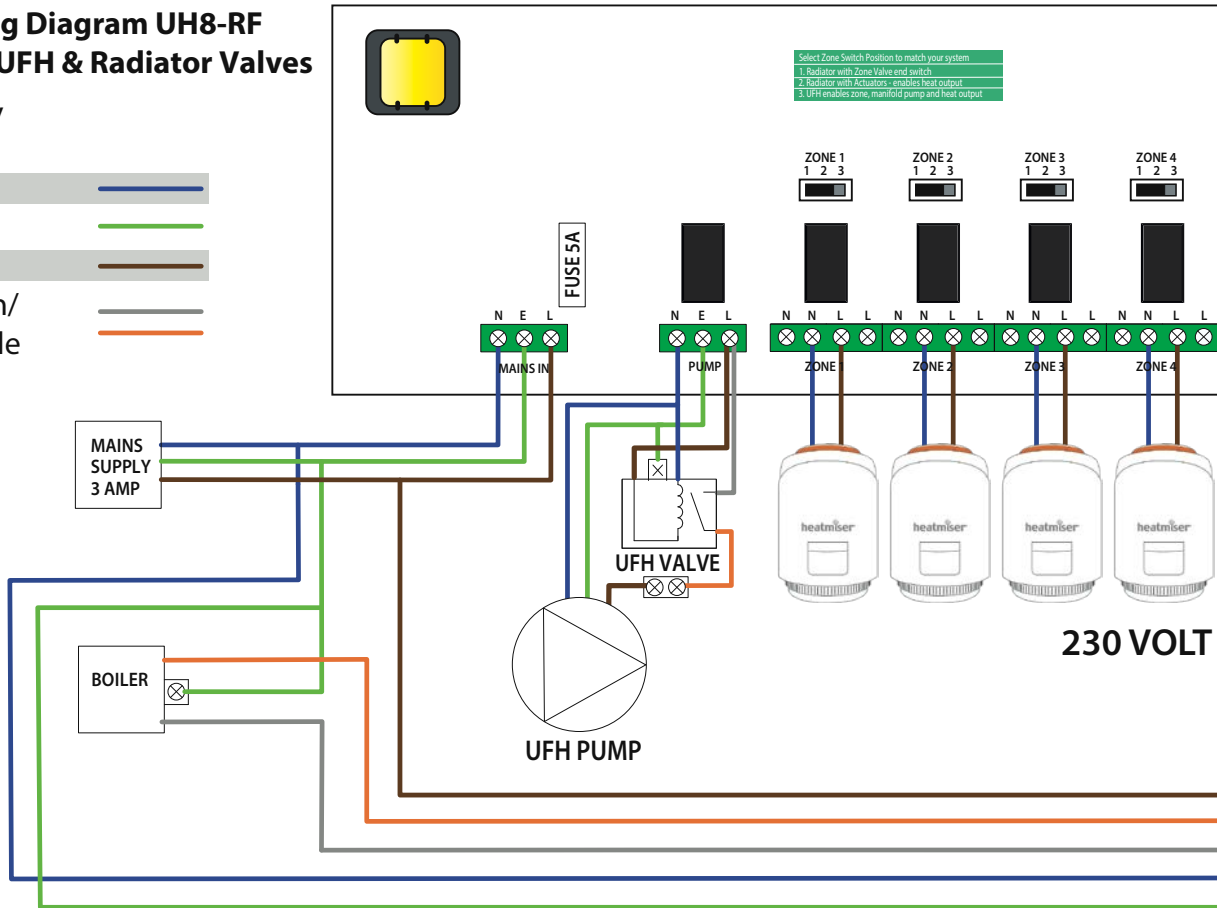 g Diagram UH8-RF
UFH & Radiator Valves
n/
le
Select Zone Switch Position to match your system
1. Radiator with Zone Valve end switch
2. Radiator with Actuators - enables heat output
3. UFH enables zone, manifold pump and heat output
ZONE 1
1 2 3
ZONE 2
1 2 3
ZONE 3
1 2 3
ZONE 4
1 2 3
FUSE 5A
N E L
MAINS IN
N E L
PUMP
N N L L
ZONE 1
N N L L
ZONE 2
N N L L
ZONE 3
N N L L
ZONE 4
MAINS
SUPPLY
3 AMP
UFH VALVE
heatmiser
heatmiser
heatmiser
heatmiser
230 VOLT
BOILER
UFH PUMP